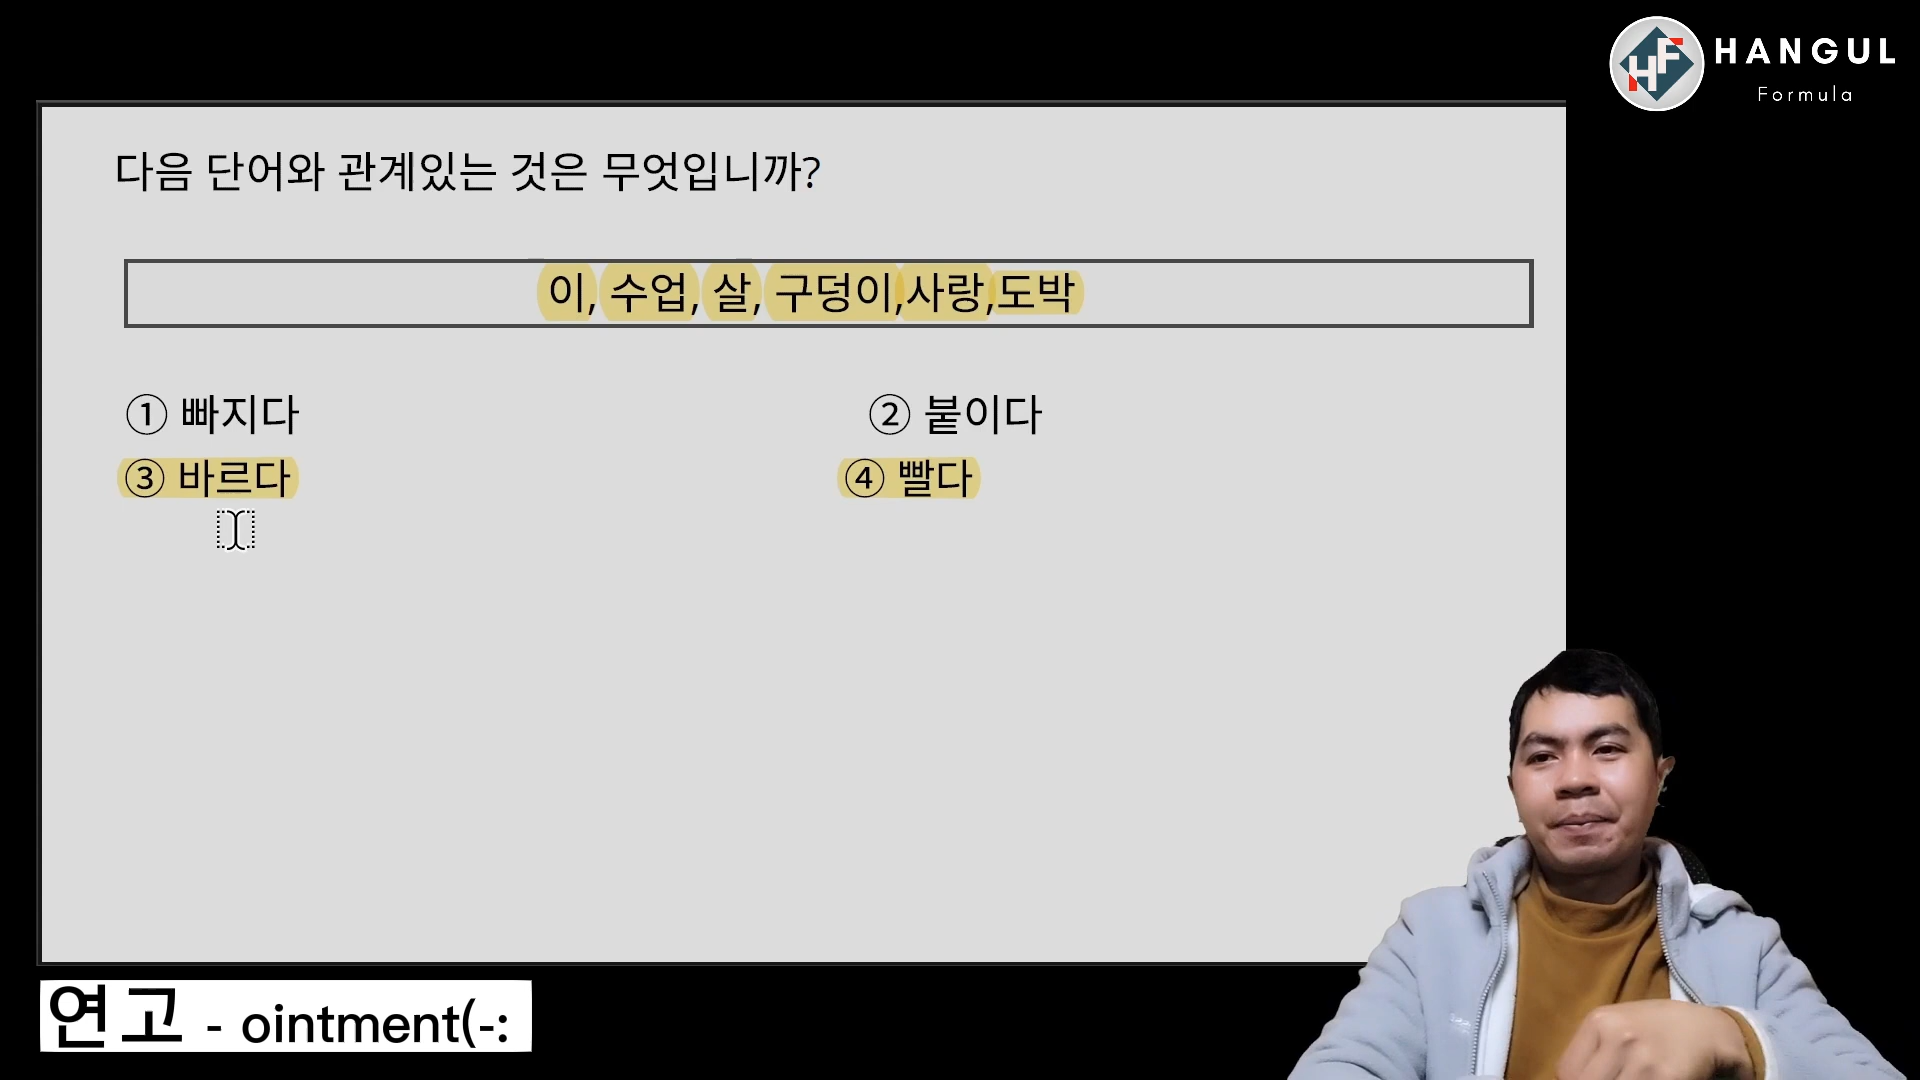 HANGUL
Formula
다음 단어와 관계있는 것은 무엇입니까?
이, 수업, 살, 구덩이,사랑,도박
① 빠지다
② 붙이다
③ 바르다
④ 빨다
연고 - ointment(-: